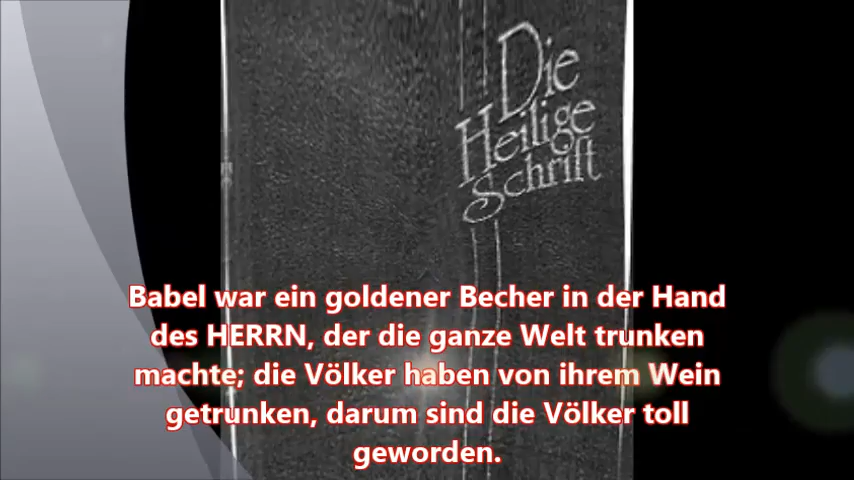 Die
Heilige
Schrift
Babel war ein goldener Becher in der Hand
des HERRN, der die ganze Welt trunken
machte; die Völker haben von ihrem Wein
getrunken, darum sind die Völker toll
geworden.